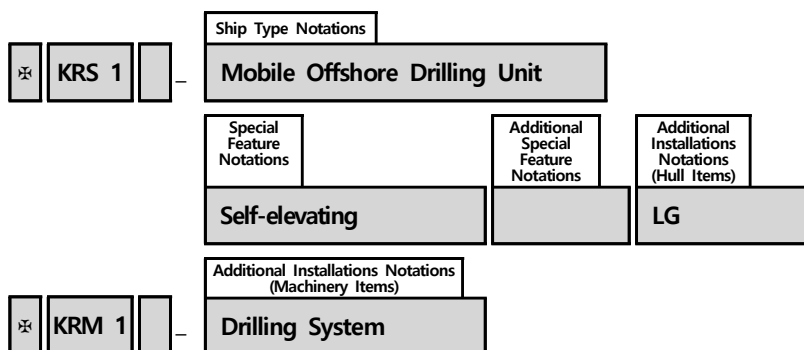 Ship Type Notations
✠ KRS 1 _ Mobile Offshore Drilling Unit
Special
Feature
Notations
Additional
Special
Feature
Notations
Additional
Installations
Notations
(Hull Items)
Self-elevating
LG
Additional Installations Notations
(Machinery Items)
✠ KRM 1 _ Drilling System